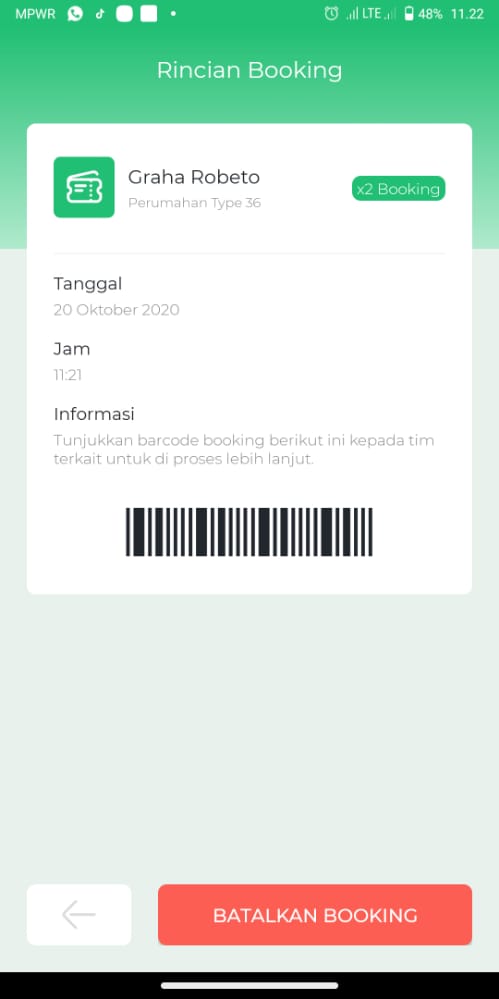 MPWR
LTE 48% 11.22
Rincian Booking
Graha Robeto
Perumahan Type 36
x2 Booking
Tanggal
20 Oktober 2020
Jam
11:21
Informasi
Tunjukkan barcode booking berikut ini kepada tim
terkait untuk di proses lebih lanjut.
BATALKAN BOOKING